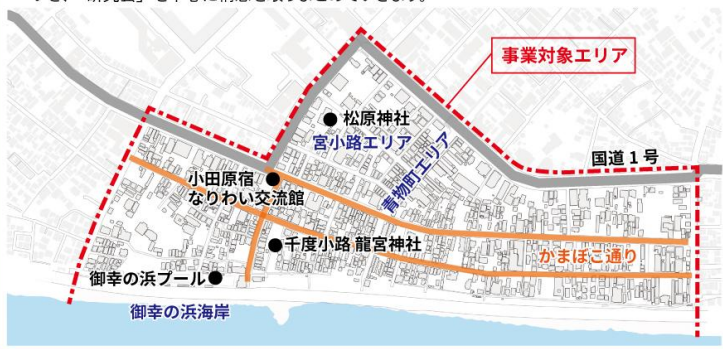 事業対象エリア
松原神社
宮小路エリア
青物町エリア
国道1号
小田原宿
なりわい交流館
千度小路 龍宮神社
かまぼこ通り
御幸の浜プール
御幸の浜海岸